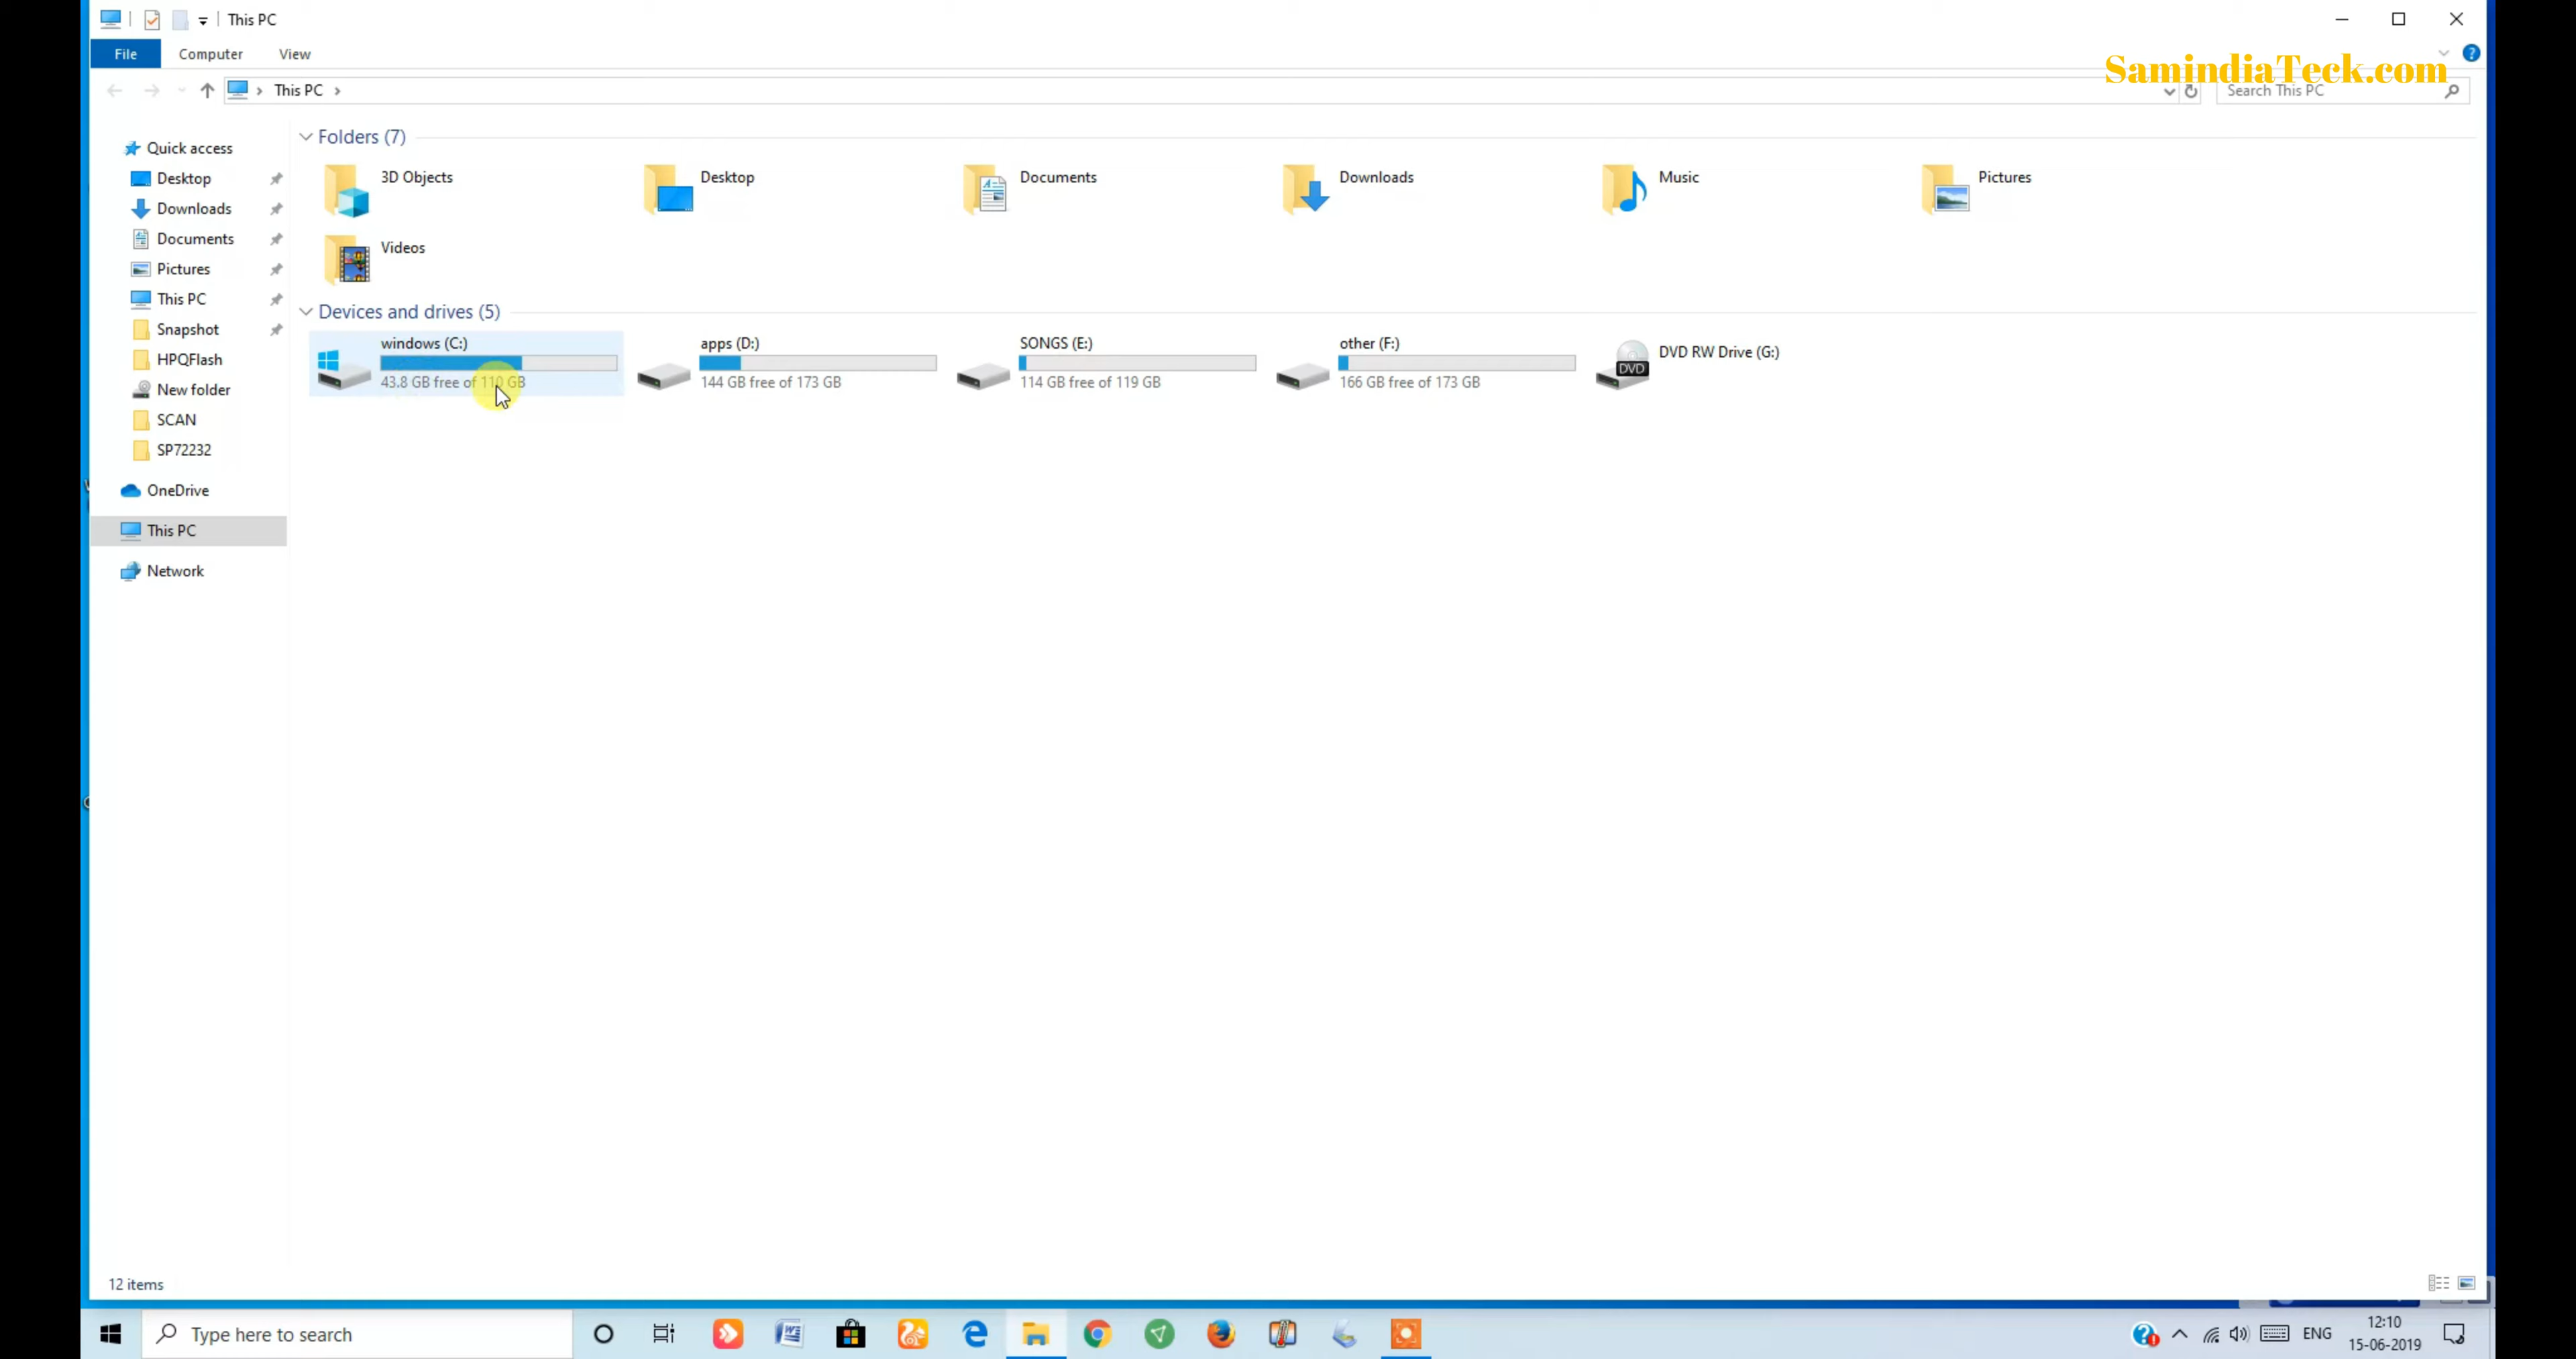 This PC
File Computer View
SamindiaTeck.com
This PC
Search This PC
Quick access
Desktop
Downloads
Documents
Pictures
This PC
Snapshot
HPQFlash
New folder
SCAN
SP72232
OneDrive
This PC
Network
Folders (7)
3D Objects Desktop Documents Downloads Music Pictures
Videos
Devices and drives (5)
windows (C:) apps (D:) SONGS (E:) other (F:) DVD RW Drive (G:)
43.8 GB free of 110 GB 144 GB free of 173 GB 114 GB free of 119 GB 166 GB free of 173 GB
DVD
12 items
Type here to search
ENG
12:10
15-06-2019